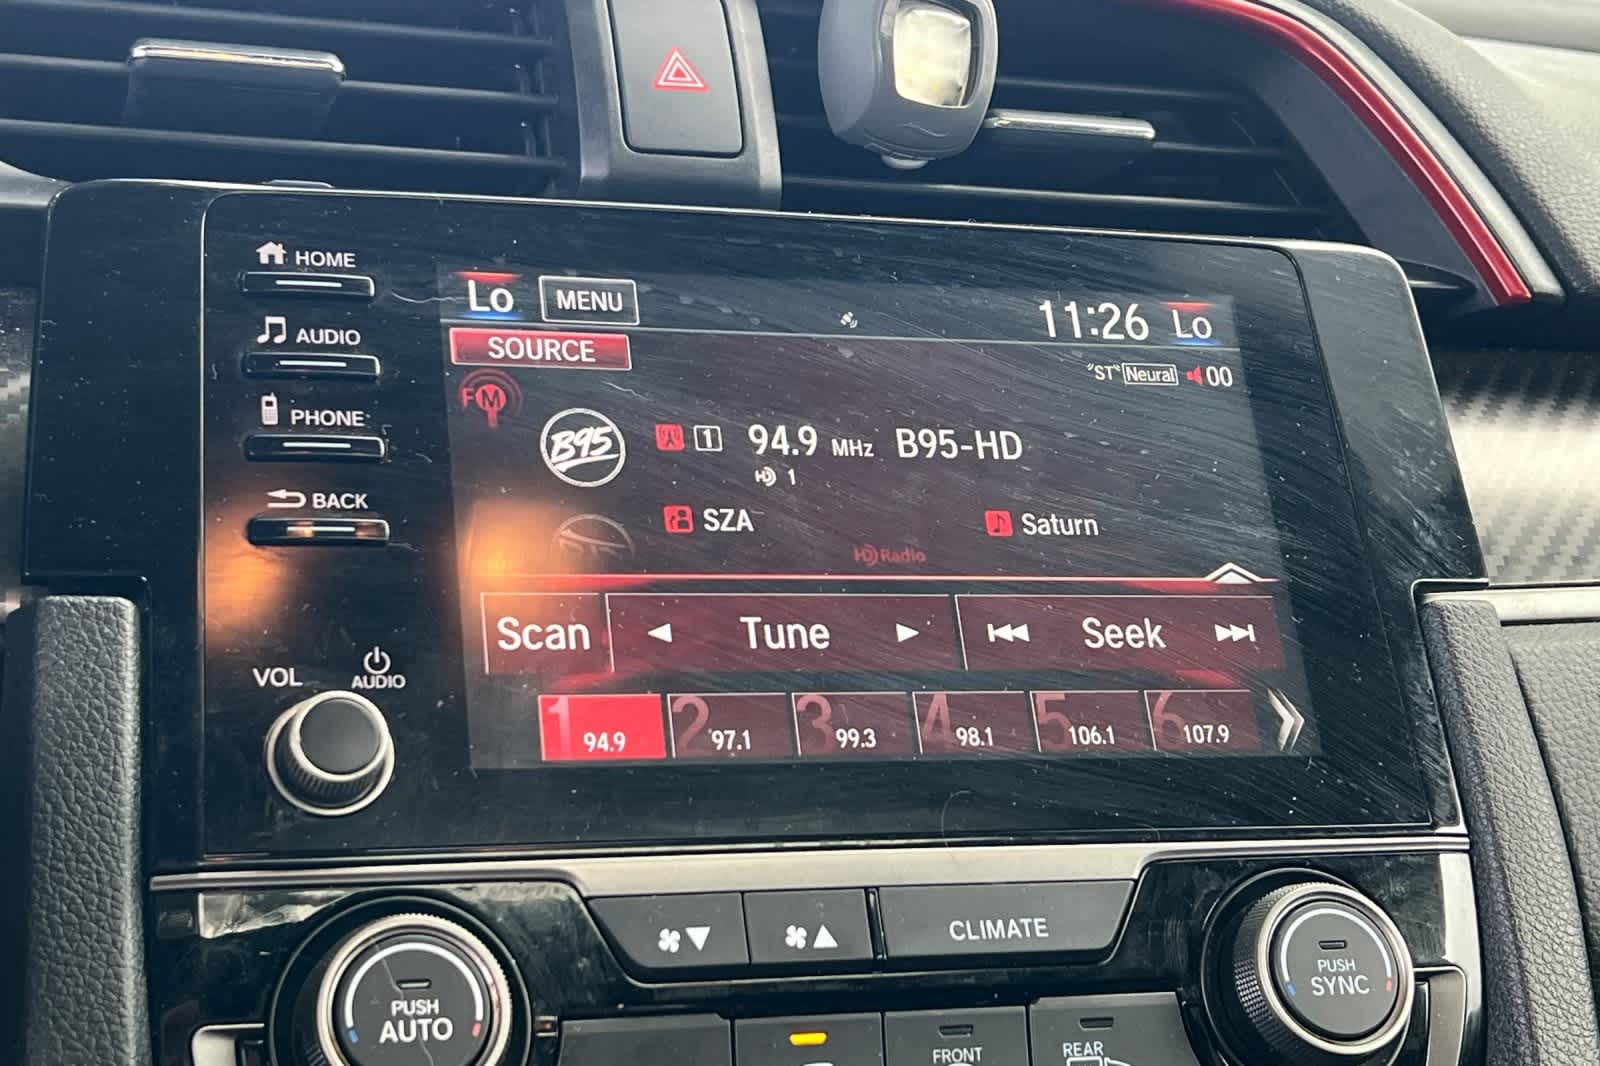 HOME
AUDIO
PHONE
BACK
VOL
AUDIO
Lo
MENU
11:26
Lo
SOURCE
"ST" Neural 00
FM
B95
1 94.9 MHz B95-HD
HD 1
SZA
Saturn
HD Radio
Scan
Tune
Seek
1 94.9
2 97.1
3 99.3
4 98.1
5 106.1
6 107.9
CLIMATE
PUSH
AUTO
PUSH
SYNC
FRONT
REAR